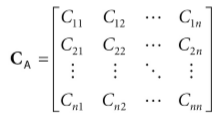 C_A = [ C_11 C_12 ⋯ C_1n
C_21 C_22 ⋯ C_2n
⋮ ⋮ ⋱ ⋮
C_n1 C_n2 ⋯ C_nn ]